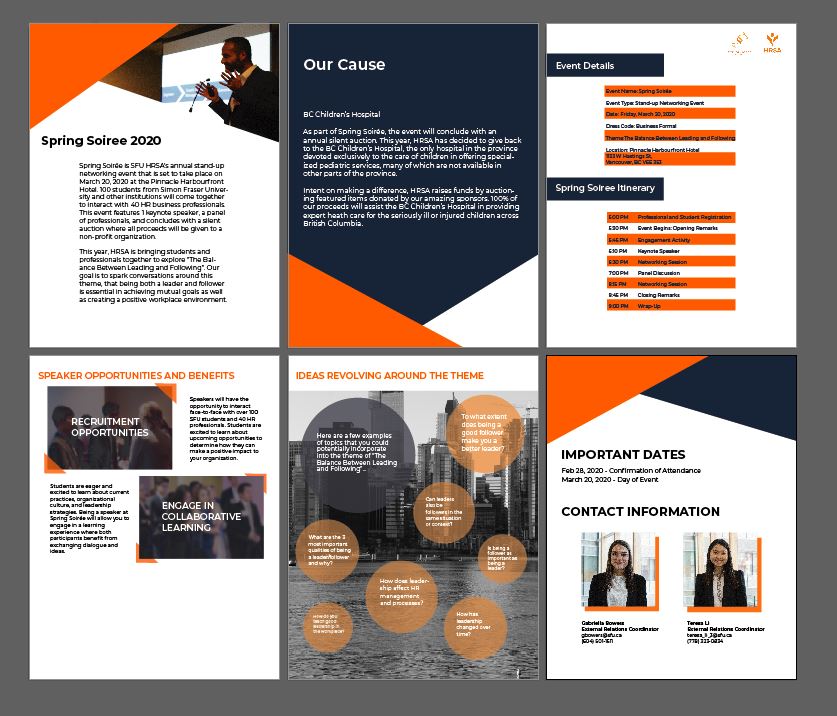 Spring Soiree 2020
Spring Soirée is SFU HRSA's annual stand-up
networking event that is set to take place on
March 20, 2020 at the Pinnacle Harbourfront
Hotel. 100 students from Simon Fraser Univer-
sity and other institutions will come together
to interact with 40 HR business professionals.
This event features 1 keynote speaker, a panel
of professionals, and concludes with a silent
auction where all proceeds will be given to a
non-profit organization.
This year, HRSA is bringing students and
professionals together to explore "The Bal-
ance Between Leading and Following". Our
goal is to spark conversations around this
theme, that being both a leader and follower
is essential in achieving mutual goals as well
as creating a positive workplace environment.
Our Cause
BC Children's Hospital
As part of Spring Soirée, the event will conclude with an
annual silent auction. This year, HRSA has decided to give back
to the BC Children's Hospital, the only hospital in the province
devoted exclusively to the care of children in offering special-
ized pediatric services, many of which are not available in
other parts of the province.
Intent on making a difference, HRSA raises funds by auction-
ing featured items donated by our amazing sponsors. 100% of
our proceeds will assist the BC Children's Hospital in providing
expert heath care for the seriously ill or injured children across
British Columbia.
HRSA
Event Details
Event Name: Spring Soirée
Event Type: Stand-up Networking Event
Date: Friday, March 20, 2020
Dress Code: Business Formal
Theme: The Balance Between Leading and Following
Location: Pinnacle Harbourfront Hotel
1133 W Hastings St,
Vancouver, BC V6E 3E3
Spring Soiree Itinerary
5:00 PM Professional and Student Registration
5:30 PM Event Begins: Opening Remarks
5:45 PM Engagement Activity
6:10 PM Keynote Speaker
6:30 PM Networking Session
7:00 PM Panel Discussion
8:15 PM Networking Session
8:45 PM Closing Remarks
9:00 PM Wrap-Up
SPEAKER OPPORTUNITIES AND BENEFITS
RECRUITMENT
OPPORTUNITIES
Speakers will have the
opportunity to interact
face-to-face with over 100
SFU students and 40 HR
professionals. Students are
excited to learn about
upcoming opportunities to
determine how they can
make a positive impact to
your organization.
Students are eager and
excited to learn about current
practices, organizational
culture, and leadership
strategies. Being a speaker at
Spring Soirée will allow you to
engage in a learning
experience where both
participants benefit from
exchanging dialogue and
ideas.
ENGAGE IN
COLLABORATIVE
LEARNING
IDEAS REVOLVING AROUND THE THEME
Here are a few examples
of topics that you could
potentially incorporate
into the theme of "The
Balance Between Leading
and Following"...
To what extent
does being a
good follower
make you a
better leader?
Can leaders
also be
followers in the
same situation
or context?
What are the 3
most important
qualities of being
a leader/follower
and why?
Is being a
follower as
important as
being a
leader?
How does leader-
ship effect HR
management
and processes?
How do you
teach good
leadership in
the workplace?
How has
leadership
changed over
time?
IMPORTANT DATES
Feb 28, 2020 - Confirmation of Attendance
March 20, 2020 - Day of Event
CONTACT INFORMATION
Gabriella Bowers
External Relations Coordinator
gbowers@sfu.ca
Teresa Li
External Relations Coordinator
teresa_li_2@sfu.ca
(778) 323-0834